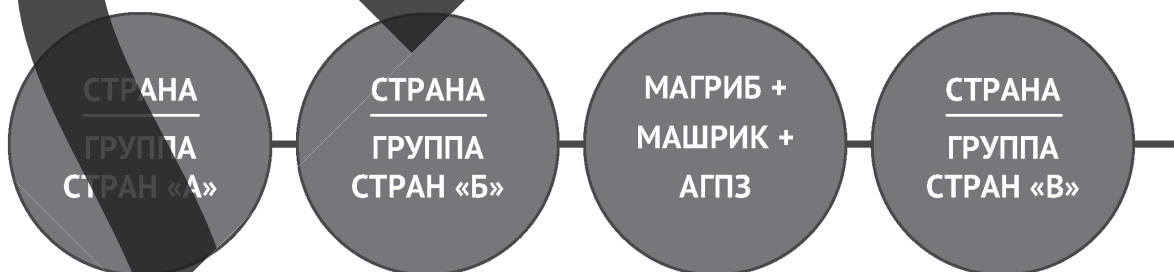 СТРАНА
ГРУППА
СТРАН «А»
СТРАНА
ГРУППА
СТРАН «Б»
МАГРИБ +
МАШРИК +
АГПЗ
СТРАНА
ГРУППА
СТРАН «В»